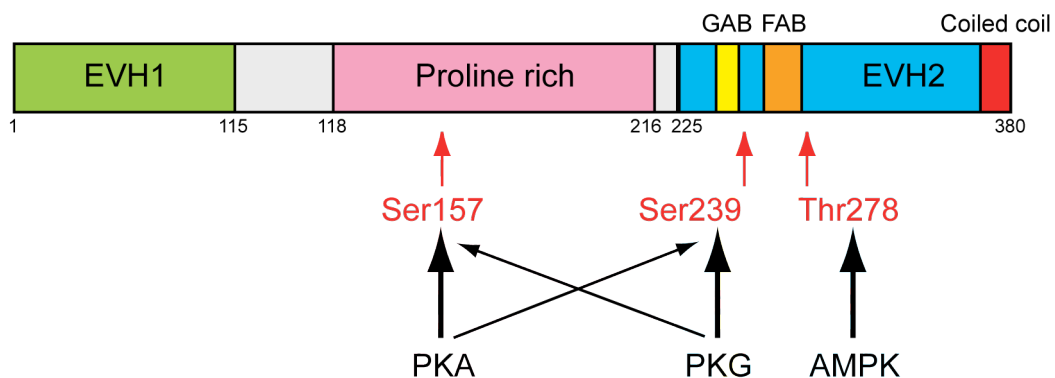 GAB FAB Coiled coil
EVH1 Proline rich EVH2
1 115 118 216 225 380
Ser157 Ser239 Thr278
PKA PKG AMPK